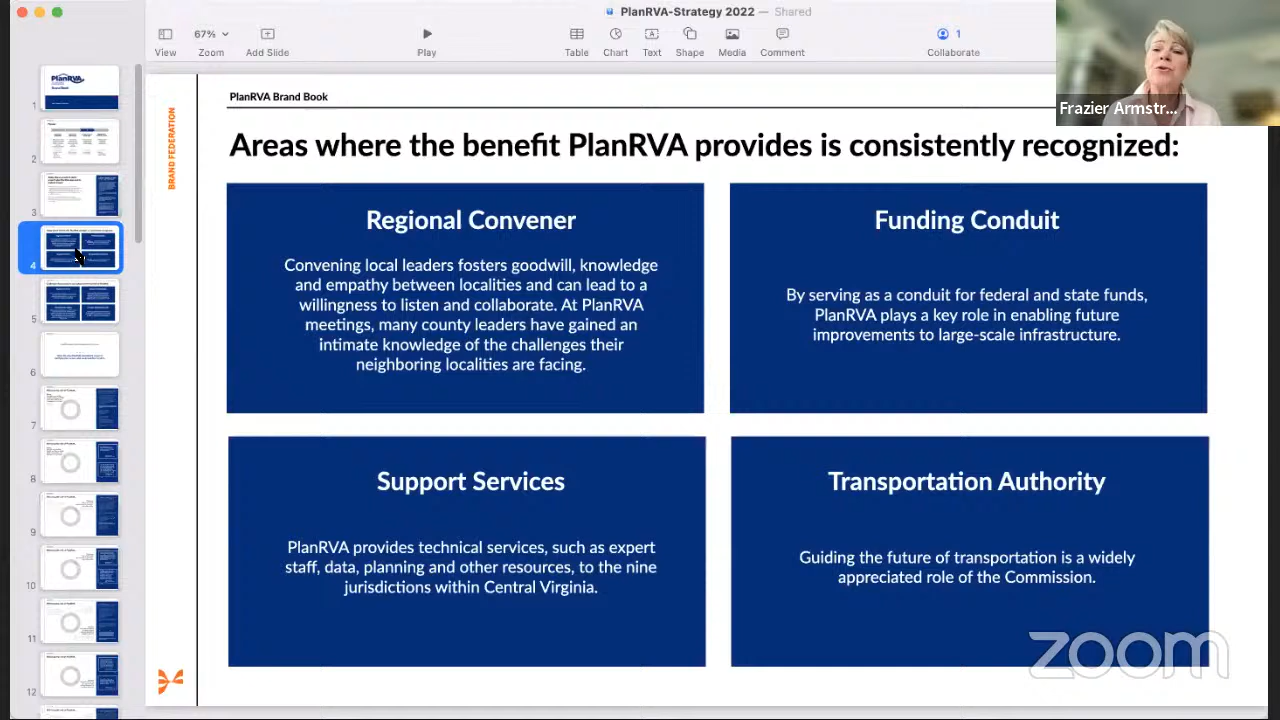 PlanRVA-Strategy 2022 — Shared
67%
View
Zoom
Add Slide
Play
Table
Chart
Text
Shape
Media
Comment
1
Collaborate
Frazier Armstr...
PlanRVA
1
2
3
4
5
6
7
8
9
10
11
12
BRAND FEDERATION
PlanRVA Brand Book
Areas where the benefit PlanRVA provides is consistently recognized:
Regional Convener
Convening local leaders fosters goodwill, knowledge
and empathy between localities and can lead to a
willingness to listen and compromise. At PlanRVA
meetings, many county leaders have gained an
intimate knowledge of the challenges their
neighboring localities are facing.
Funding Conduit
By serving as a conduit for federal and state funds,
PlanRVA plays a key role in enabling future
improvements to large-scale infrastructure.
Support Services
PlanRVA provides technical services, such as expert
staff, data, planning and other resources, to the nine
jurisdictions within Central Virginia.
Transportation Authority
Guiding the future of transportation is a widely
appreciated role of the Commission.
zoom